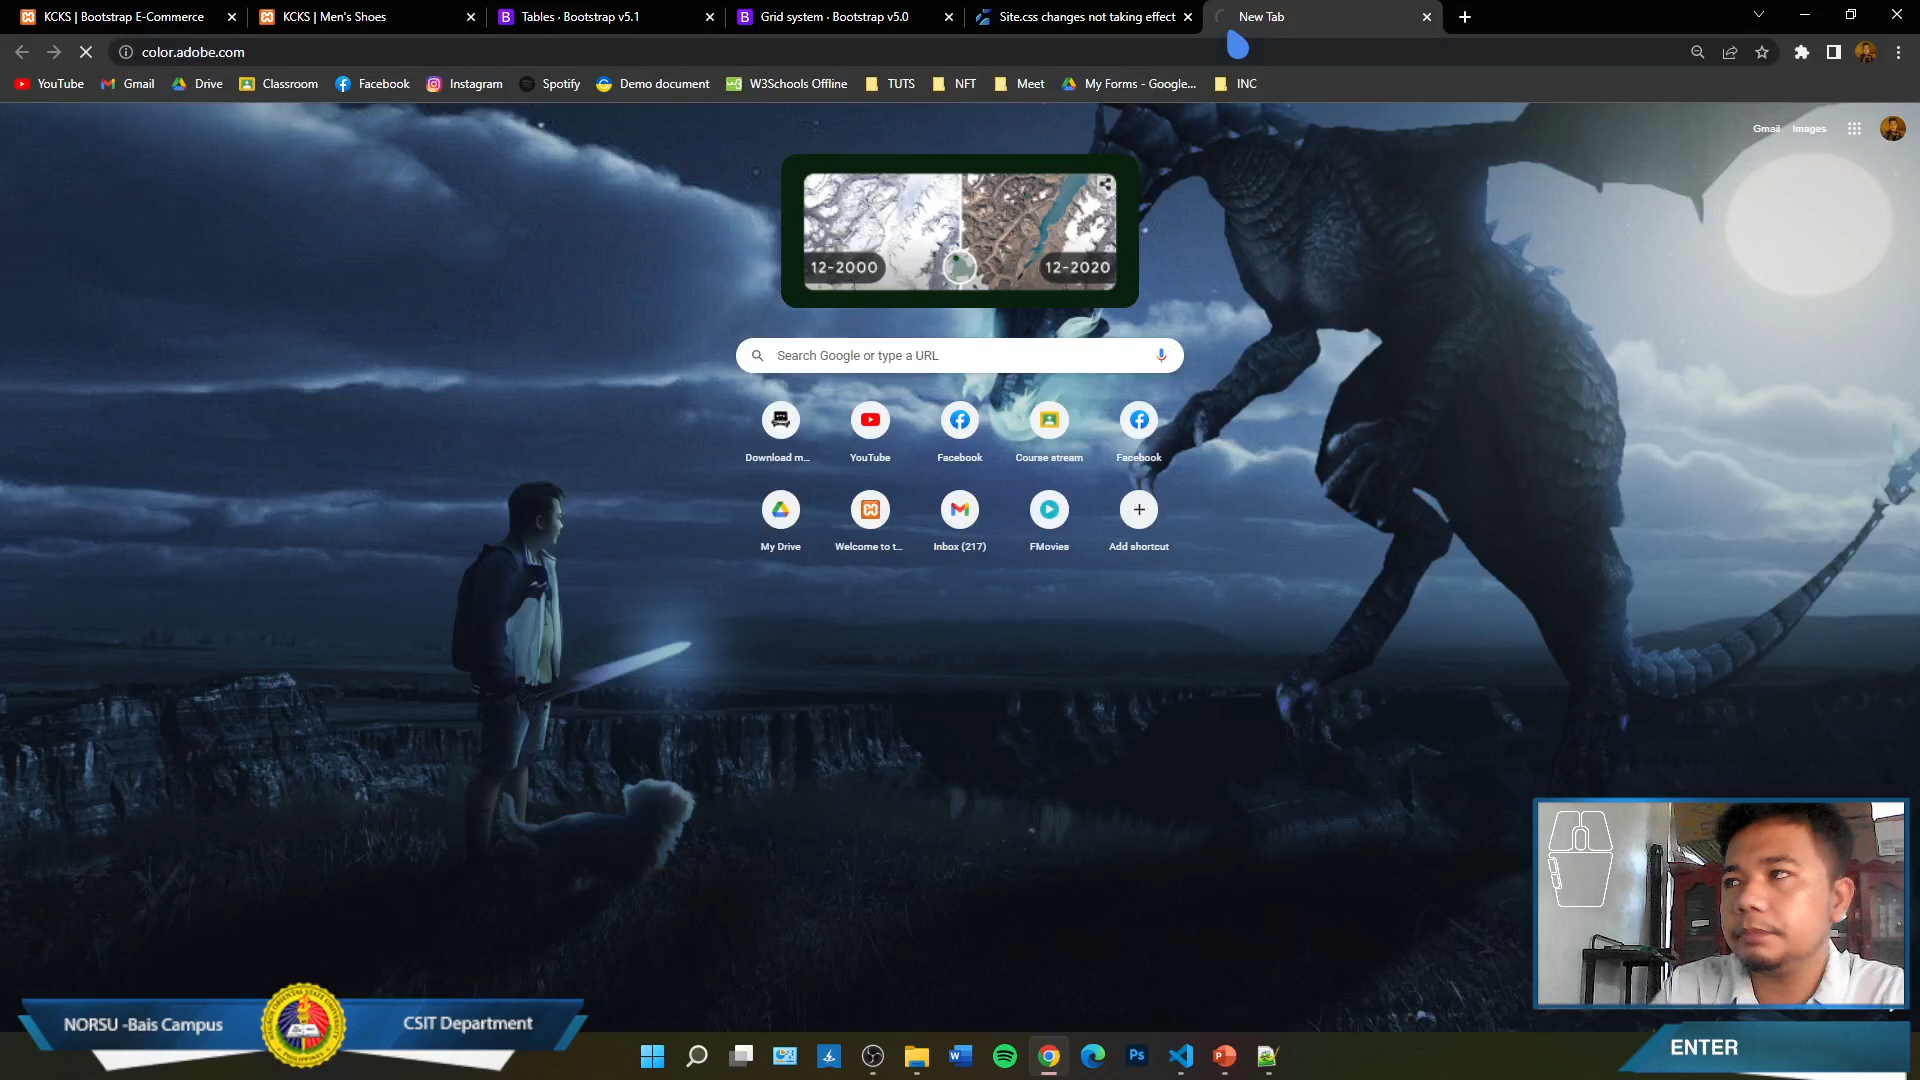 KCKS | Bootstrap E-Commerce
KCKS | Men's Shoes
Tables · Bootstrap v5.1
Grid system · Bootstrap v5.0
Site.css changes not taking effect
New Tab
color.adobe.com
YouTube
Gmail
Drive
Classroom
Facebook
Instagram
Spotify
Demo document
W3Schools Offline
TUTS
NFT
Meet
My Forms - Google...
INC
Gmail
Images
12-2000
12-2020
Search Google or type a URL
Download m...
YouTube
Facebook
Course stream
Facebook
My Drive
Welcome to t...
Inbox (217)
FMovies
Add shortcut
NORSU -Bais Campus
CSIT Department
ENTER